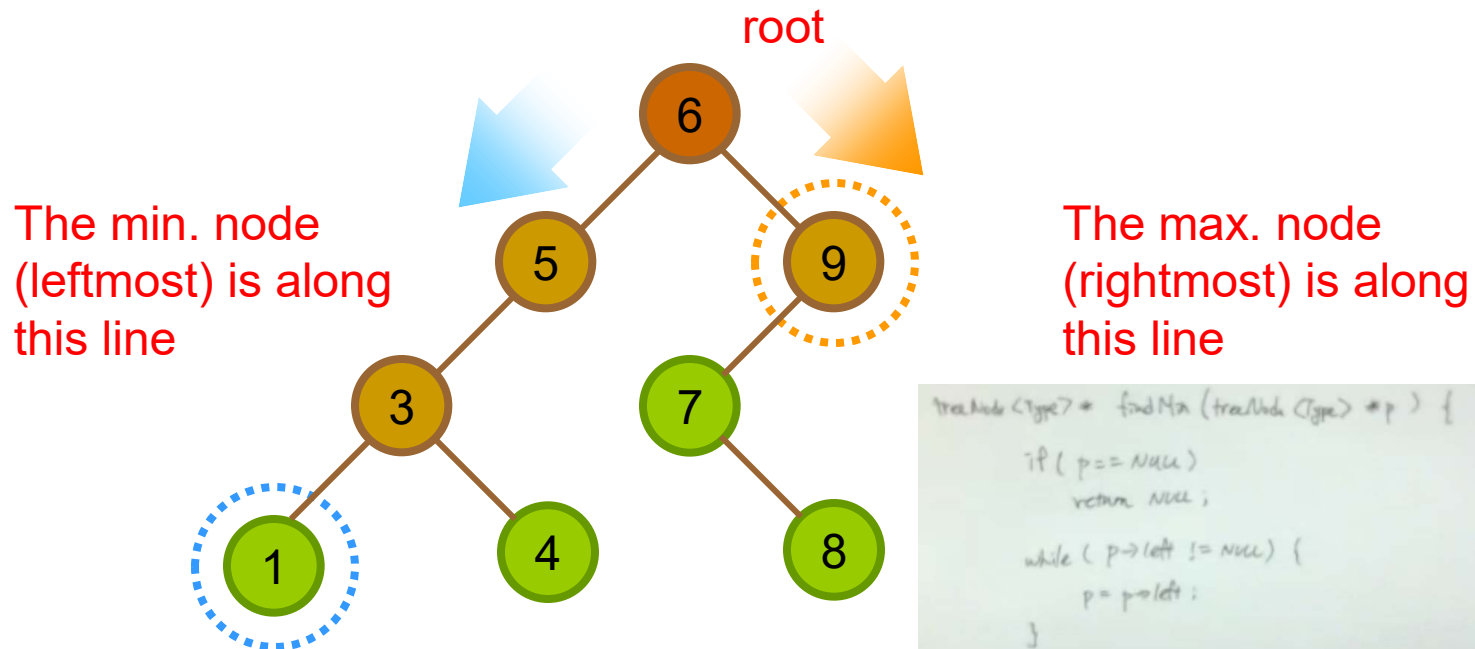 root
6
The min. node
(leftmost) is along
this line
5
9
The max. node
(rightmost) is along
this line
3
7
1
4
8
treeNode <Type> * findMin (treeNode <Type> *p) {
if ( p == NULL)
return NULL ;
while ( p->left != NULL) {
p = p->left ;
}